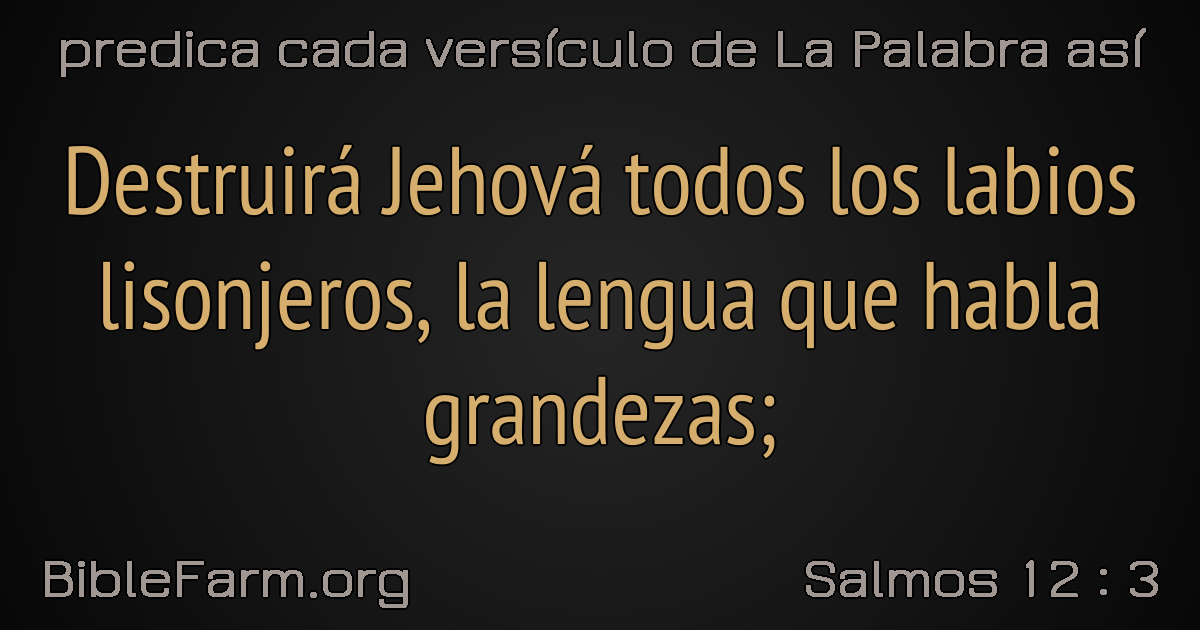 predica cada versículo de La Palabra así
Destruirá Jehová todos los labios
lisonjeros, la lengua que habla
grandezas;
BibleFarm.org
Salmos 12 : 3